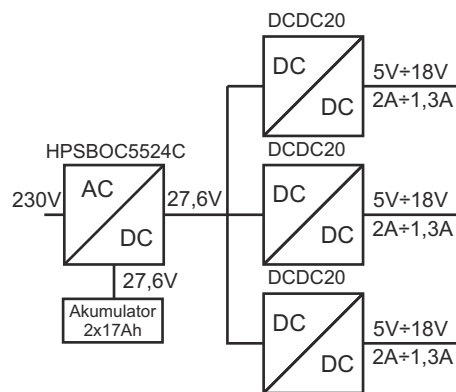 DCDC20
DC
DC
5V÷18V
2A÷1,3A
HPSBOC5524C
AC
DC
230V
27,6V
27,6V
Akumulator
2x17Ah
DCDC20
DC
DC
5V÷18V
2A÷1,3A
DCDC20
DC
DC
5V÷18V
2A÷1,3A